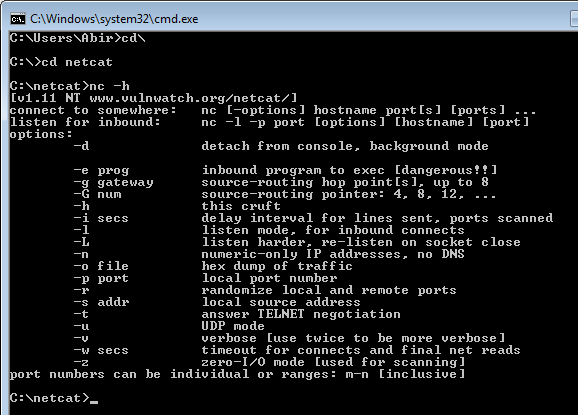 C:\Windows\system32\cmd.exe
C:\Users\Abir>cd\
C:\>cd netcat
C:\netcat>nc -h
[v1.11 NT www.vulnwatch.org/netcat/]
connect to somewhere:   nc [-options] hostname port[s] [ports] ...
listen for inbound:     nc -l -p port [options] [hostname] [port]
options:
        -d              detach from console, background mode
        -e prog         inbound program to exec [dangerous!!]
        -g gateway      source-routing hop point[s], up to 8
        -G num          source-routing pointer: 4, 8, 12, ...
        -h              this cruft
        -i secs         delay interval for lines sent, ports scanned
        -l              listen mode, for inbound connects
        -L              listen harder, re-listen on socket close
        -n              numeric-only IP addresses, no DNS
        -o file         hex dump of traffic
        -p port         local port number
        -r              randomize local and remote ports
        -s addr         local source address
        -t              answer TELNET negotiation
        -u              UDP mode
        -v              verbose [use twice to be more verbose]
        -w secs         timeout for connects and final net reads
        -z              zero-I/O mode [used for scanning]
port numbers can be individual or ranges: m-n [inclusive]
C:\netcat>_